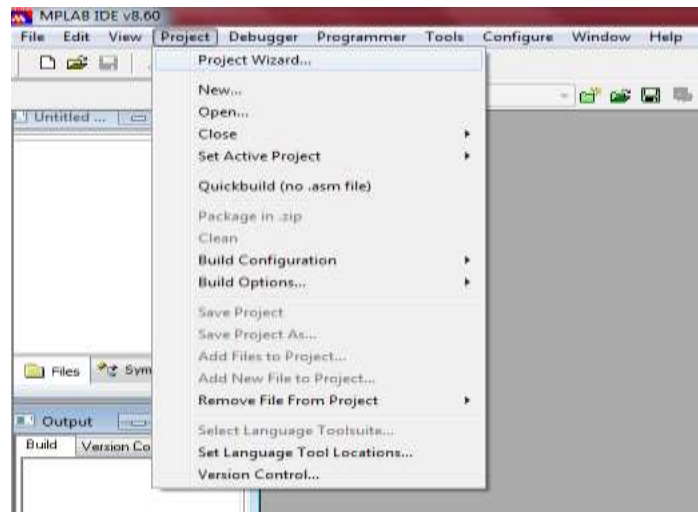 MPLAB IDE v8.60
File Edit View Project Debugger Programmer Tools Configure Window Help
Project Wizard...
New...
Open...
Close
Set Active Project
Quickbuild (no .asm file)
Package in .zip
Clean
Build Configuration
Build Options...
Save Project
Save Project As...
Add Files to Project...
Add New File to Project...
Remove File From Project
Select Language Toolsuite...
Set Language Tool Locations...
Version Control...
Untitled ...
Files Sym
Output
Build Version Co